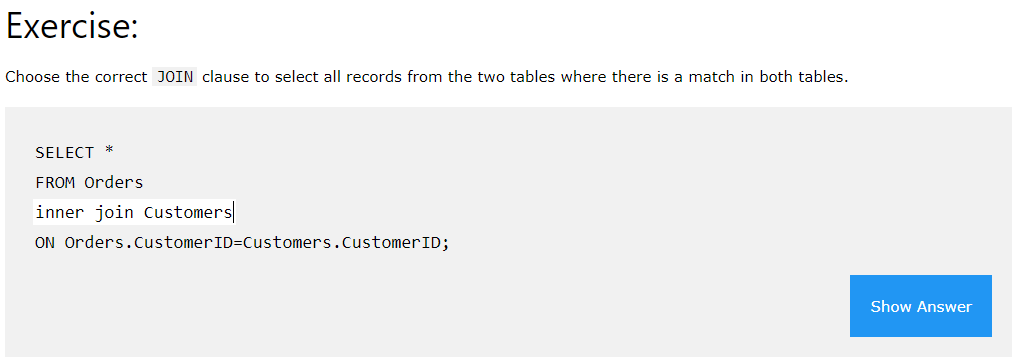 Exercise:
Choose the correct JOIN clause to select all records from the two tables where there is a match in both tables.
SELECT *
FROM Orders
inner join Customers
ON Orders.CustomerID=Customers.CustomerID;
Show Answer